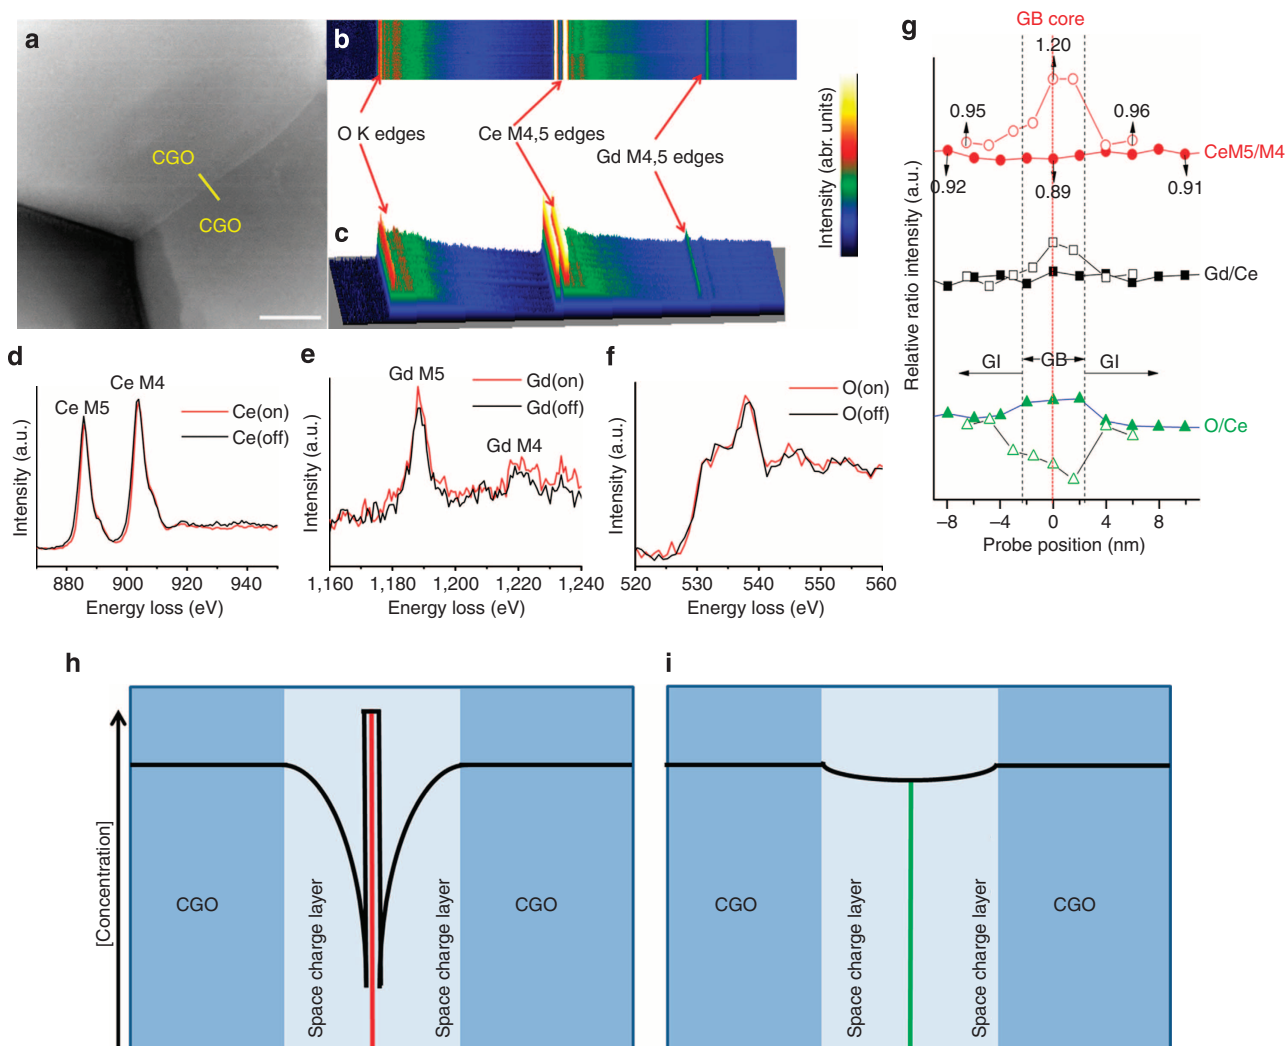 a
CGO
CGO
b
O K edges
Ce M4,5 edges
Gd M4,5 edges
c
Intensity (abr. units)
d
Ce M4
Ce M5
Ce(on)
Ce(off)
Intensity (a.u.)
880 900 920 940
Energy loss (eV)
e
Gd M5
Gd(on)
Gd(off)
Gd M4
Intensity (a.u.)
1,160 1,180 1,200 1,220 1,240
Energy loss (eV)
f
O(on)
O(off)
Intensity (a.u.)
520 530 540 550 560
Energy loss (eV)
g
GB core
1.20
0.95
0.96
CeM5/M4
0.92
0.89
0.91
Gd/Ce
GI
GB
GI
O/Ce
Relative ratio intensity (a.u.)
–8 –4 0 4 8
Probe position (nm)
h
[Concentration]
CGO
Space charge layer
Space charge layer
CGO
i
CGO
Space charge layer
Space charge layer
CGO